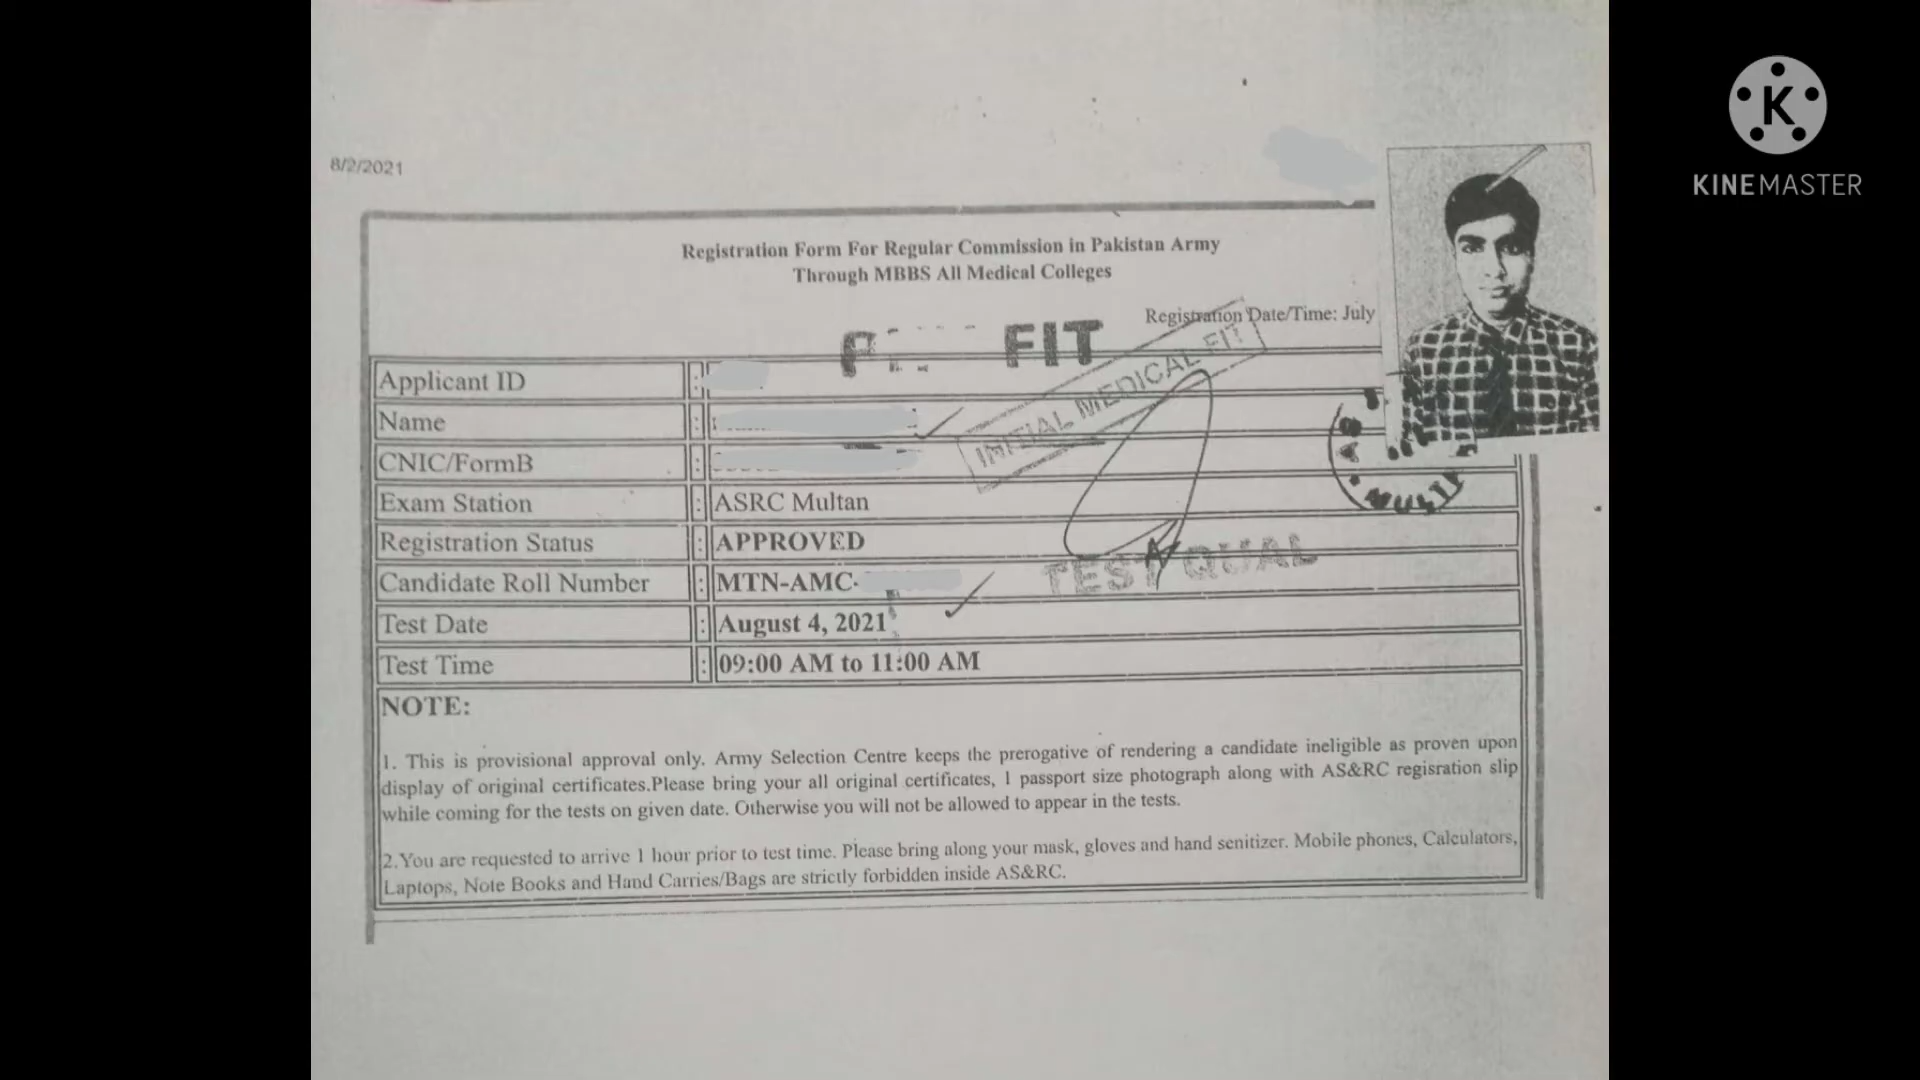 KINEMASTER
8/2/2021
Registration Form For Regular Commission in Pakistan Army
Through MBBS All Medical Colleges
Registration Date/Time: July
FIT
INITIAL MEDICAL FIT
Applicant ID :
Name :
CNIC/FormB :
Exam Station : ASRC Multan
Registration Status : APPROVED
Candidate Roll Number : MTN-AMC-
TEST QUAL
Test Date : August 4, 2021
Test Time : 09:00 AM to 11:00 AM
NOTE:
1. This is provisional approval only. Army Selection Centre keeps the prerogative of rendering a candidate ineligible as proven upon
display of original certificates.Please bring your all original certificates, 1 passport size photograph along with AS&RC regisration slip
while coming for the tests on given date. Otherwise you will not be allowed to appear in the tests.
2.You are requested to arrive 1 hour prior to test time. Please bring along your mask, gloves and hand senitizer. Mobile phones, Calculators,
Laptops, Note Books and Hand Carries/Bags are strictly forbidden inside AS&RC.